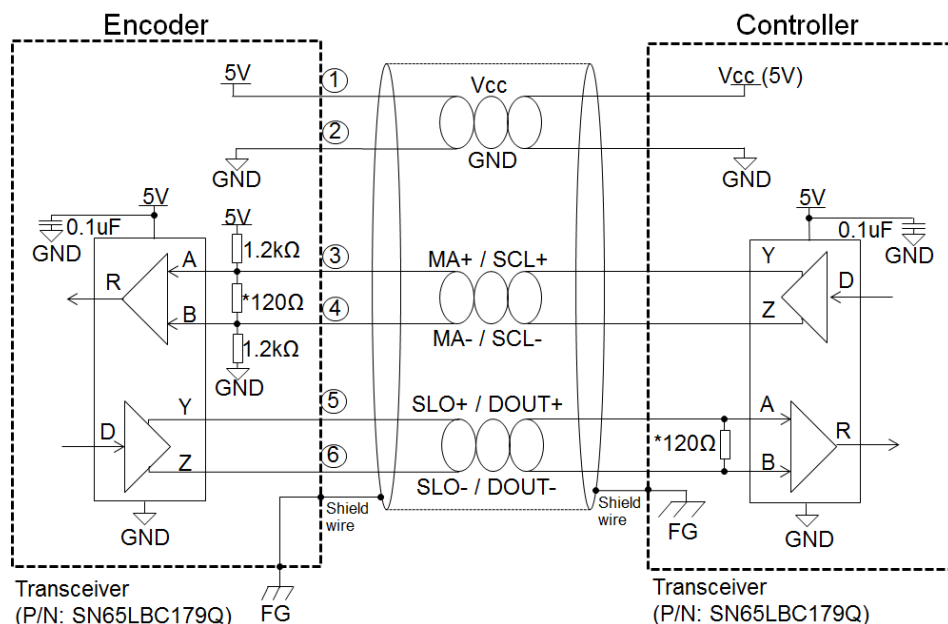 Encoder
Controller
5V
①
Vcc
Vcc (5V)
②
GND
GND
GND
5V
0.1uF
GND
5V
1.2kΩ
③
MA+ / SCL+
5V
0.1uF
GND
A
R
*120Ω
B
④
MA- / SCL-
Y
D
Z
1.2kΩ
GND
⑤
SLO+ / DOUT+
Y
D
Z
⑥
SLO- / DOUT-
*120Ω
A
R
B
GND
Shield
wire
FG
Shield
wire
FG
GND
Transceiver
(P/N: SN65LBC179Q)
Transceiver
(P/N: SN65LBC179Q)